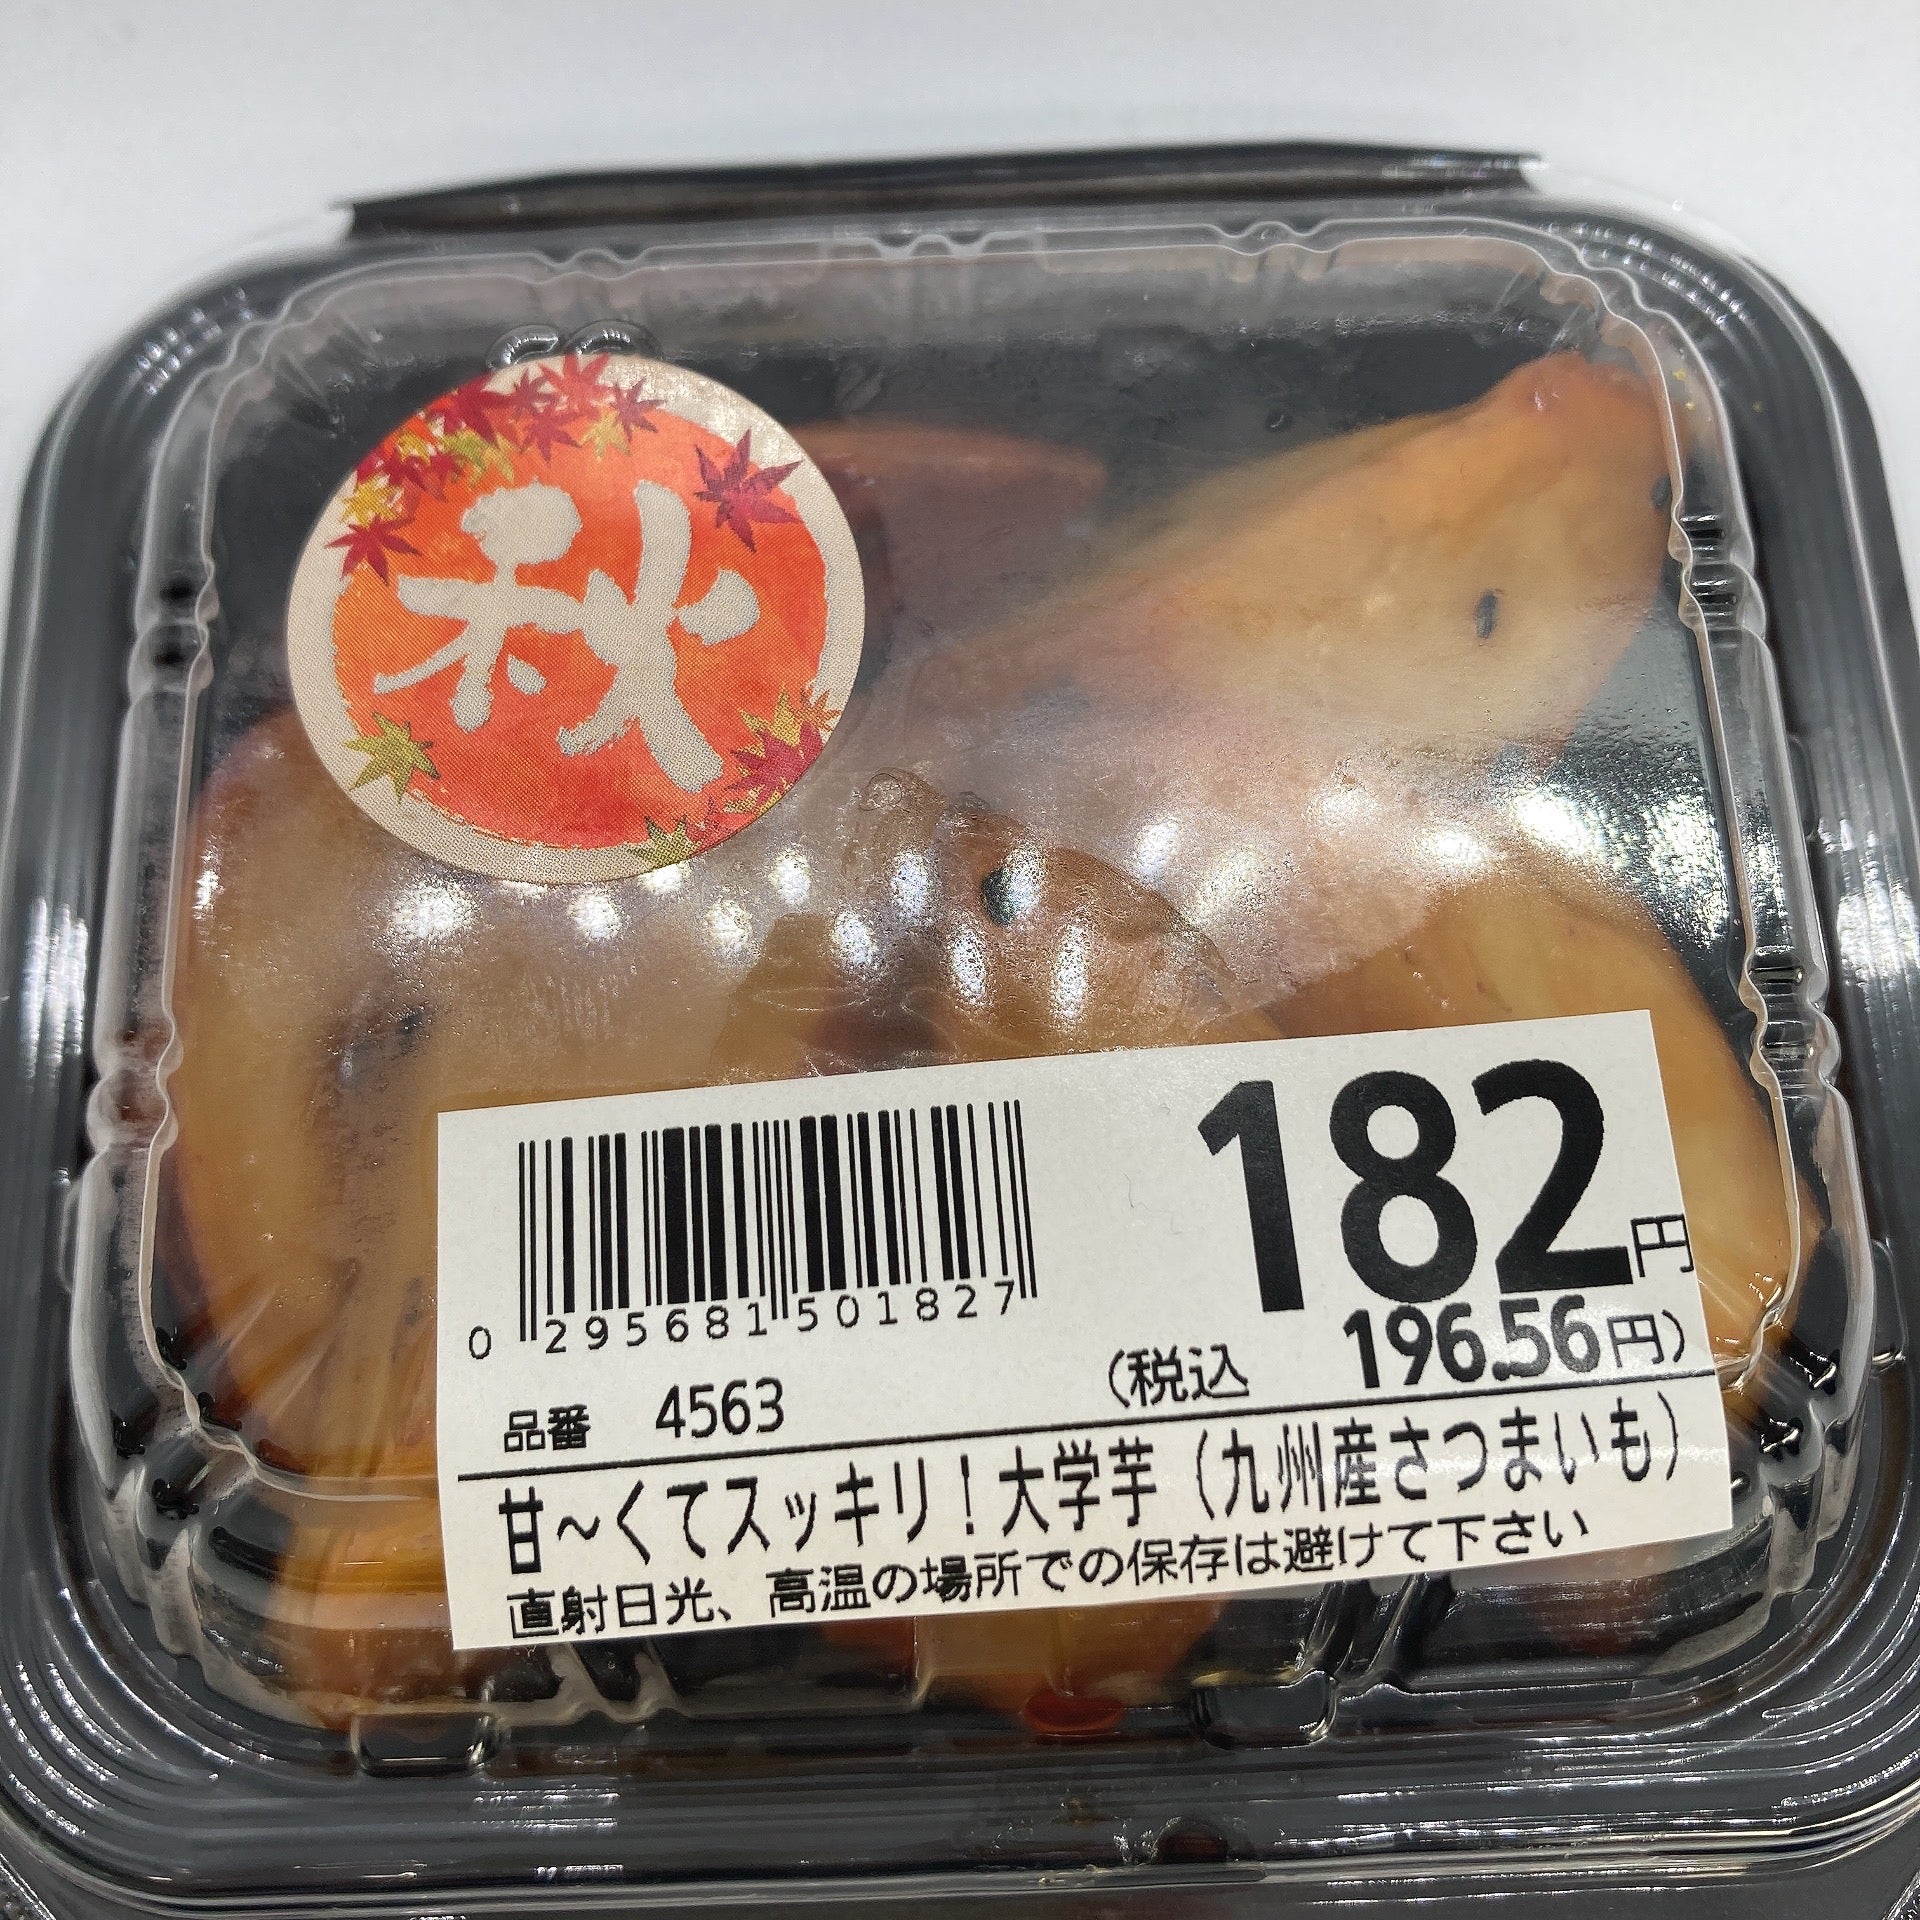 秋
182円
0 295681 501827
(税込 196.56円)
品番 4563
甘～くてスッキリ！大学芋（九州産さつまいも）
直射日光、高温の場所での保存は避けて下さい